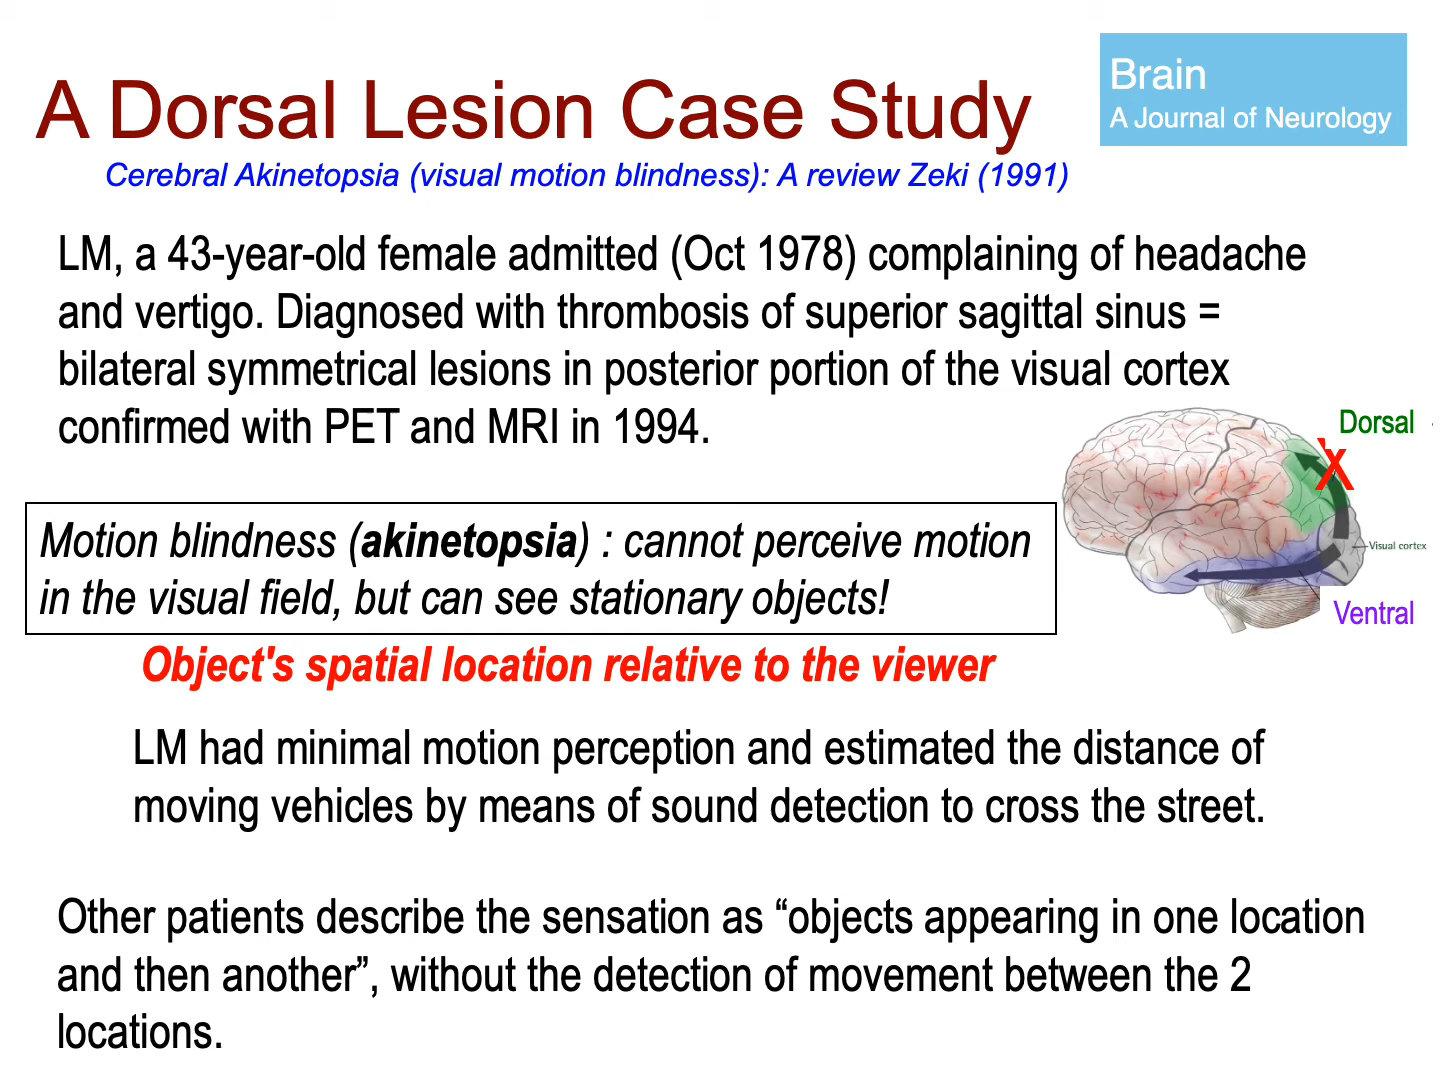 A Dorsal Lesion Case Study
Brain
A Journal of Neurology
Cerebral Akinetopsia (visual motion blindness): A review Zeki (1991)
LM, a 43-year-old female admitted (Oct 1978) complaining of headache
and vertigo. Diagnosed with thrombosis of superior sagittal sinus =
bilateral symmetrical lesions in posterior portion of the visual cortex
confirmed with PET and MRI in 1994.
Dorsal
X
Visual cortex
Ventral
Motion blindness (akinetopsia) : cannot perceive motion
in the visual field, but can see stationary objects!
Object's spatial location relative to the viewer
LM had minimal motion perception and estimated the distance of
moving vehicles by means of sound detection to cross the street.
Other patients describe the sensation as “objects appearing in one location
and then another”, without the detection of movement between the 2
locations.